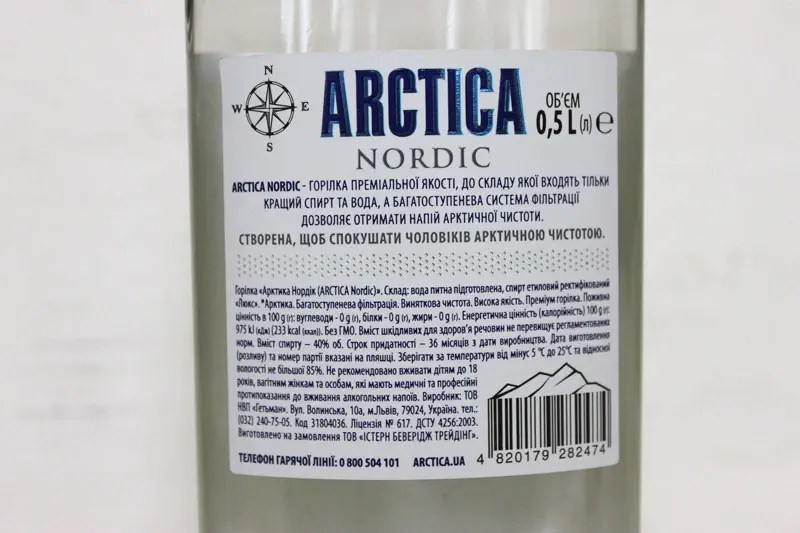 N
W E
S
ARCTICA
NORDIC
ОБ'ЄМ
0,5 L (л) e
ARCTICA NORDIC - ГОРІЛКА ПРЕМІАЛЬНОЇ ЯКОСТІ, ДО СКЛАДУ ЯКОЇ ВХОДЯТЬ ТІЛЬКИ
КРАЩИЙ СПИРТ ТА ВОДА, А БАГАТОСТУПЕНЕВА СИСТЕМА ФІЛЬТРАЦІЇ
ДОЗВОЛЯЄ ОТРИМАТИ НАПІЙ АРКТИЧНОЇ ЧИСТОТИ.
СТВОРЕНА, ЩОБ СПОКУШАТИ ЧОЛОВІКІВ АРКТИЧНОЮ ЧИСТОТОЮ.
Горілка «Арктика Нордік (ARCTICA Nordic)». Склад: вода питна підготовлена, спирт етиловий ректифікований
«Люкс». *Арктика. Багатоступенева фільтрація. Виняткова чистота. Висока якість. Преміум горілка. Поживна
цінність в 100 g (г): вуглеводи - 0 g (г), білки - 0 g (г), жири - 0 g (г). Енергетична цінність (калорійність) 100 g (г):
975 kJ (кДж) (233 kcal (ккал)). Без ГМО. Вміст шкідливих для здоров'я речовин не перевищує регламентованих
норм. Вміст спирту – 40% об. Строк придатності – 36 місяців з дати виробництва. Дата виготовлення
(розливу) та номер партії вказані на пляшці. Зберігати за температури від мінус 5 °C до 25°C та відносної
вологості не більшої 85%. Не рекомендовано вживати дітям до 18
років, вагітним жінкам та особам, які мають медичні та професійні
протипоказання до вживання алкогольних напоїв. Виробник: ТОВ
НВП «Гетьман». Вул. Волинська, 10а, м.Львів, 79024, Україна. тел.:
(032) 240-75-05. Код 31804036. Ліцензія № 617. ДСТУ 4256:2003.
Виготовлено на замовлення ТОВ «ІСТЕРН БЕВЕРІДЖ ТРЕЙДІНГ».
ТЕЛЕФОН ГАРЯЧОЇ ЛІНІЇ: 0 800 504 101 ARCTICA.UA
4 820179 282474